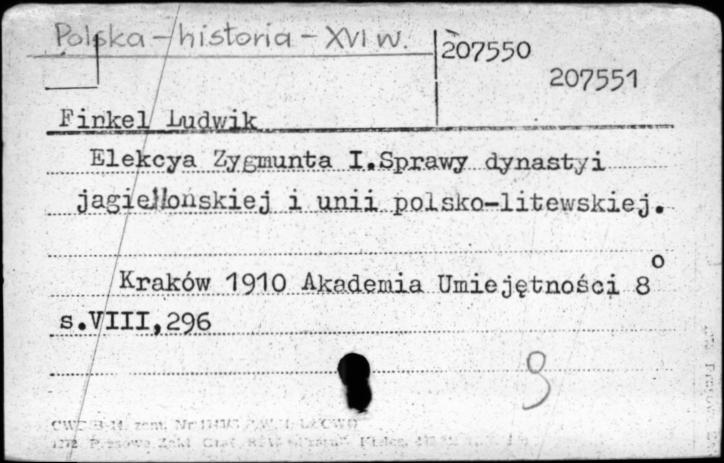 Polska - historia - XVI w.
207550
207551
Finkel Ludwik
Elekcya Zygmunta I.Sprawy dynastyi
jagiellońskiej i unii polsko-litewskiej.
Kraków 1910 Akademia Umiejętności 8°
s.VIII,296
9